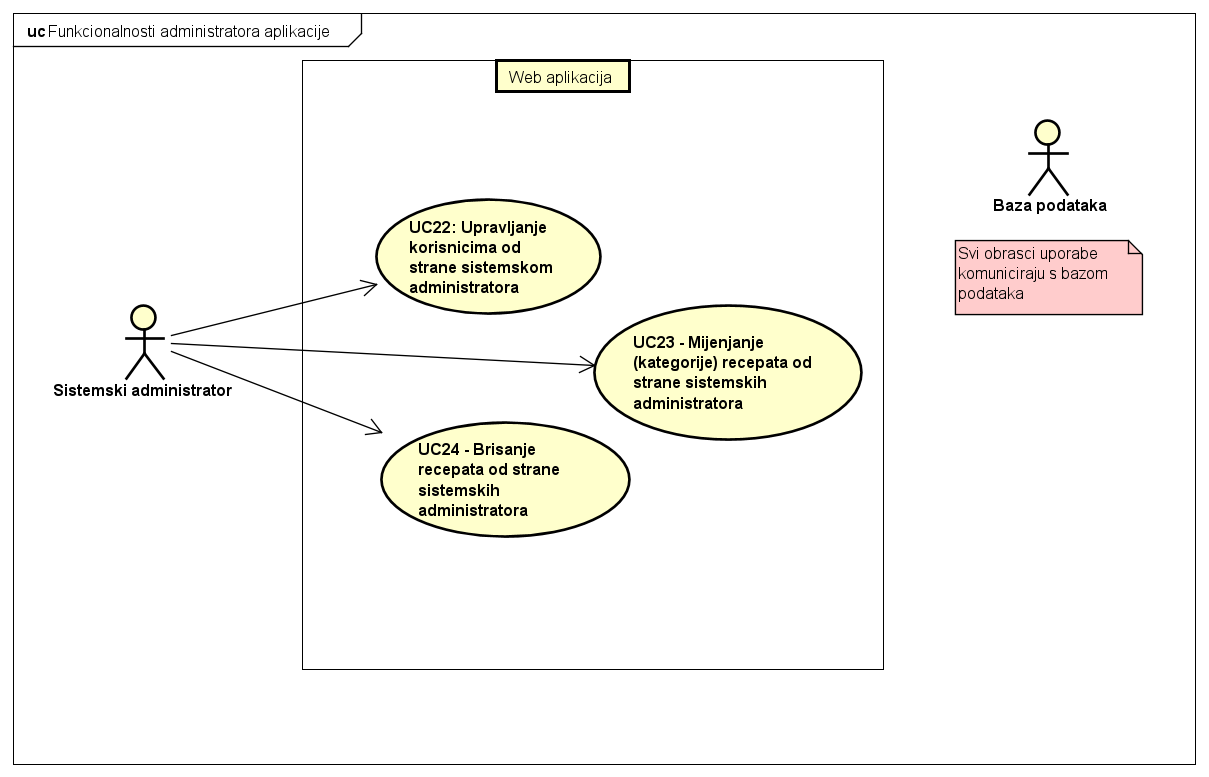 uc Funkcionalnosti administratora aplikacije
Web aplikacija
Baza podataka
Svi obrasci uporabe
komuniciraju s bazom
podataka
UC22: Upravljanje
korisnicima od
strane sistemskom
administratora
Sistemski administrator
UC23 - Mijenjanje
(kategorije) recepata od
strane sistemskih
administratora
UC24 - Brisanje
recepata od strane
sistemskih
administratora